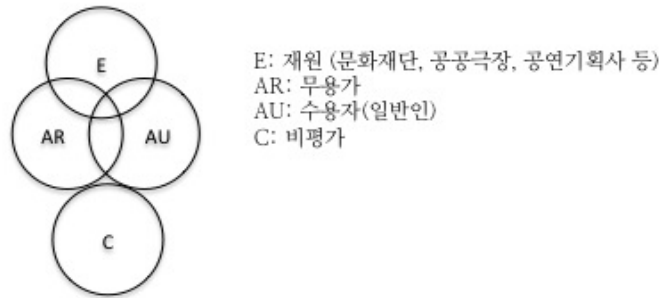 E
AR
AU
C
E: 재원 (문화재단, 공공극장, 공연기획사 등)
AR: 무용가
AU: 수용자(일반인)
C: 비평가